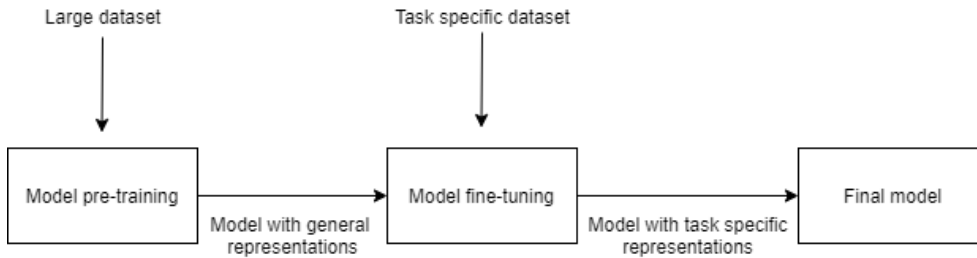 Large dataset
Task specific dataset
Model pre-training
Model fine-tuning
Final model
Model with general
representations
Model with task specific
representations